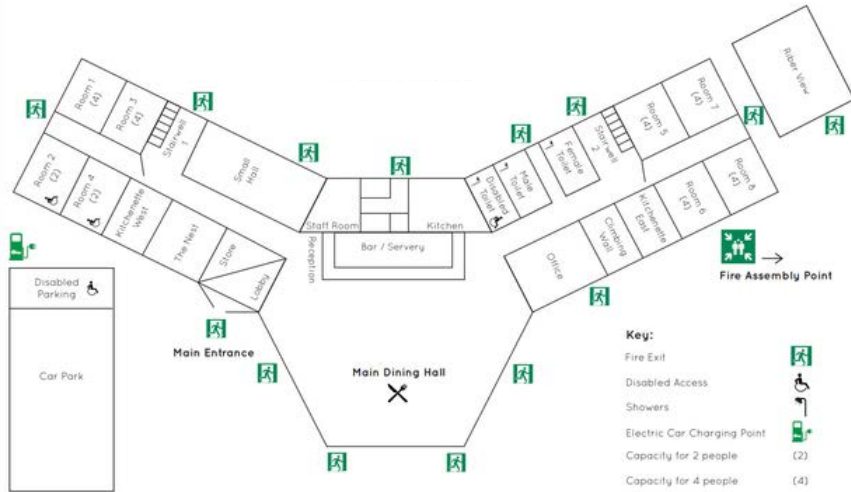 Room 1
(4)
Room 3
(4)
Stairwell
1
Small
Hall
Room 2
(2)
Room 4
(2)
Kitchenette
West
The Nest
Store
Lobby
Staff Room
Kitchen
Reception
Bar / Servery
Disabled
Toilet
Male
Toilet
Female
Toilet
Stairwell
2
Room 5
(4)
Room 7
(4)
Riber View
Office
Climbing
Wall
Kitchenette
East
Room 6
(4)
Room 8
(4)
Disabled
Parking
Car Park
Main Entrance
Main Dining Hall
Fire Assembly Point
Key:
Fire Exit
Disabled Access
Showers
Electric Car Charging Point
Capacity for 2 people (2)
Capacity for 4 people (4)